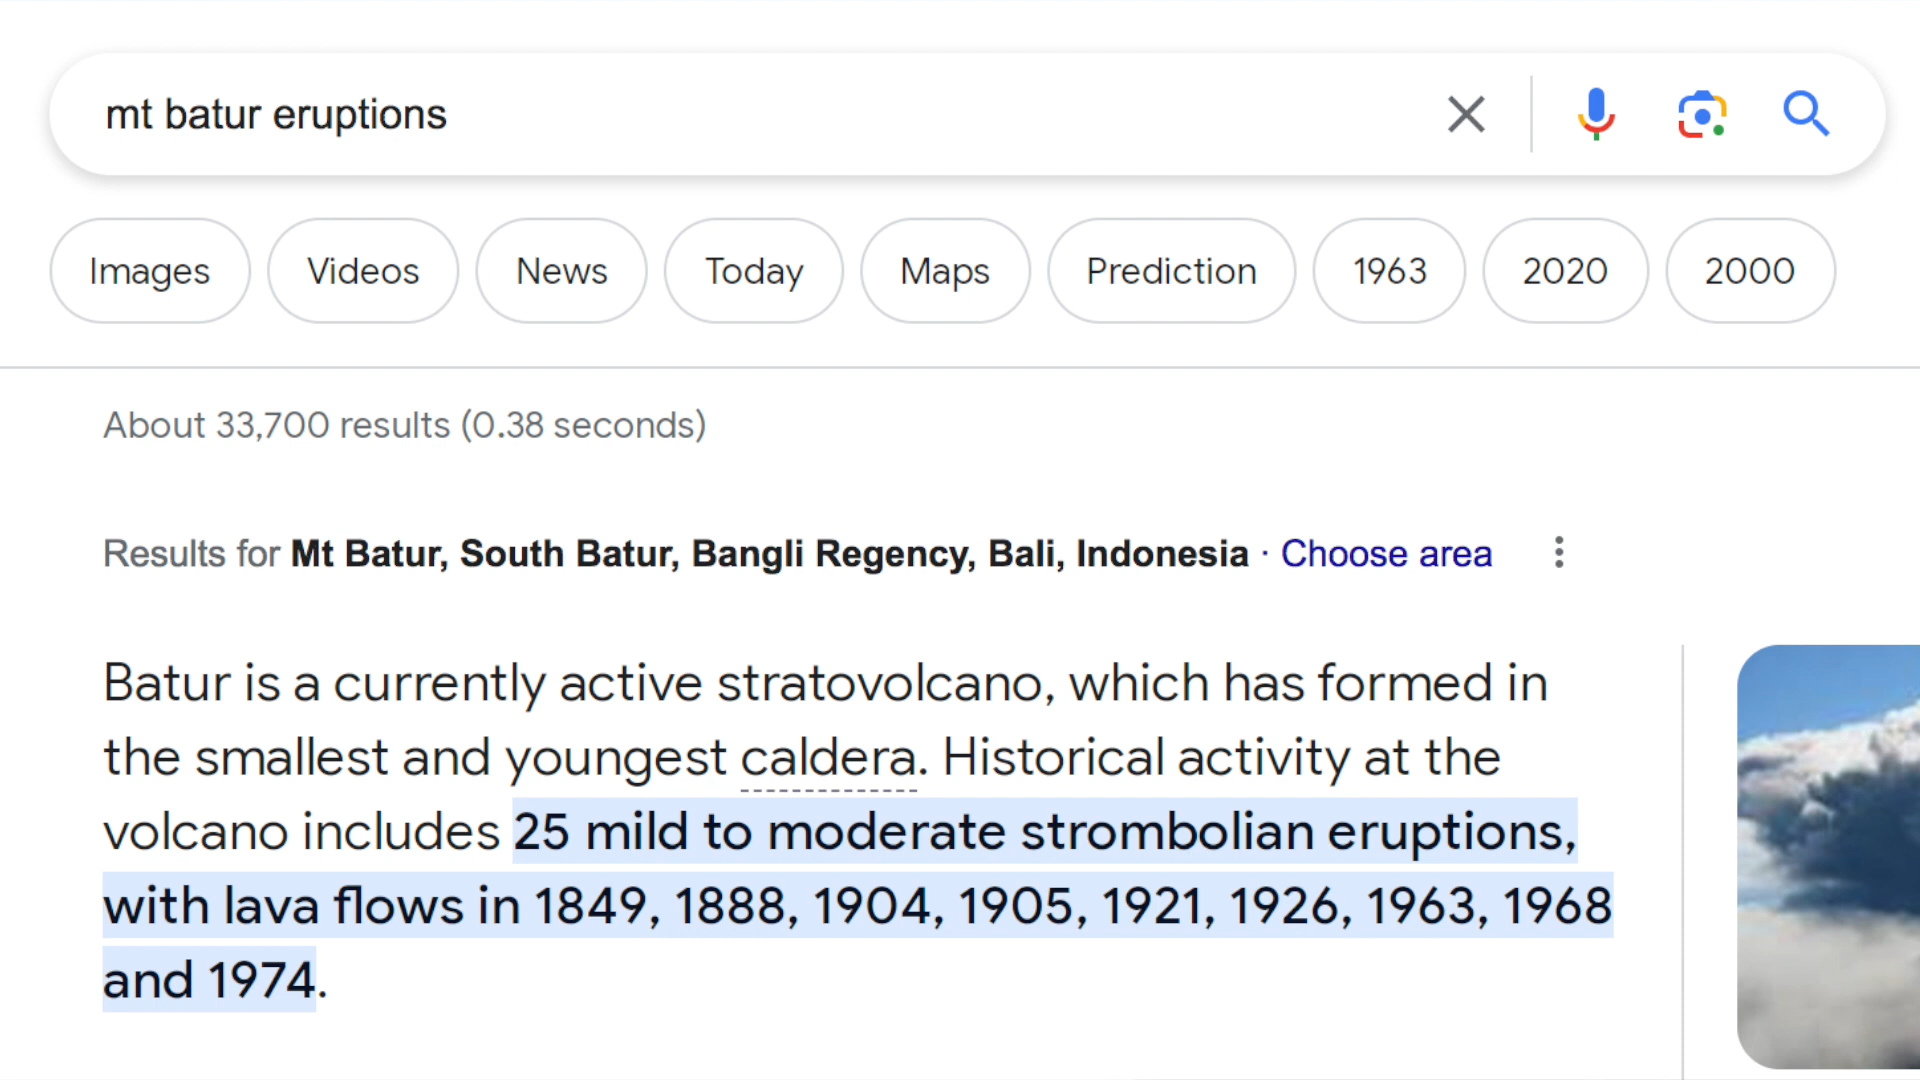 mt batur eruptions
Images Videos News Today Maps Prediction 1963 2020 2000
About 33,700 results (0.38 seconds)
Results for Mt Batur, South Batur, Bangli Regency, Bali, Indonesia · Choose area
Batur is a currently active stratovolcano, which has formed in
the smallest and youngest caldera. Historical activity at the
volcano includes 25 mild to moderate strombolian eruptions,
with lava flows in 1849, 1888, 1904, 1905, 1921, 1926, 1963, 1968
and 1974.